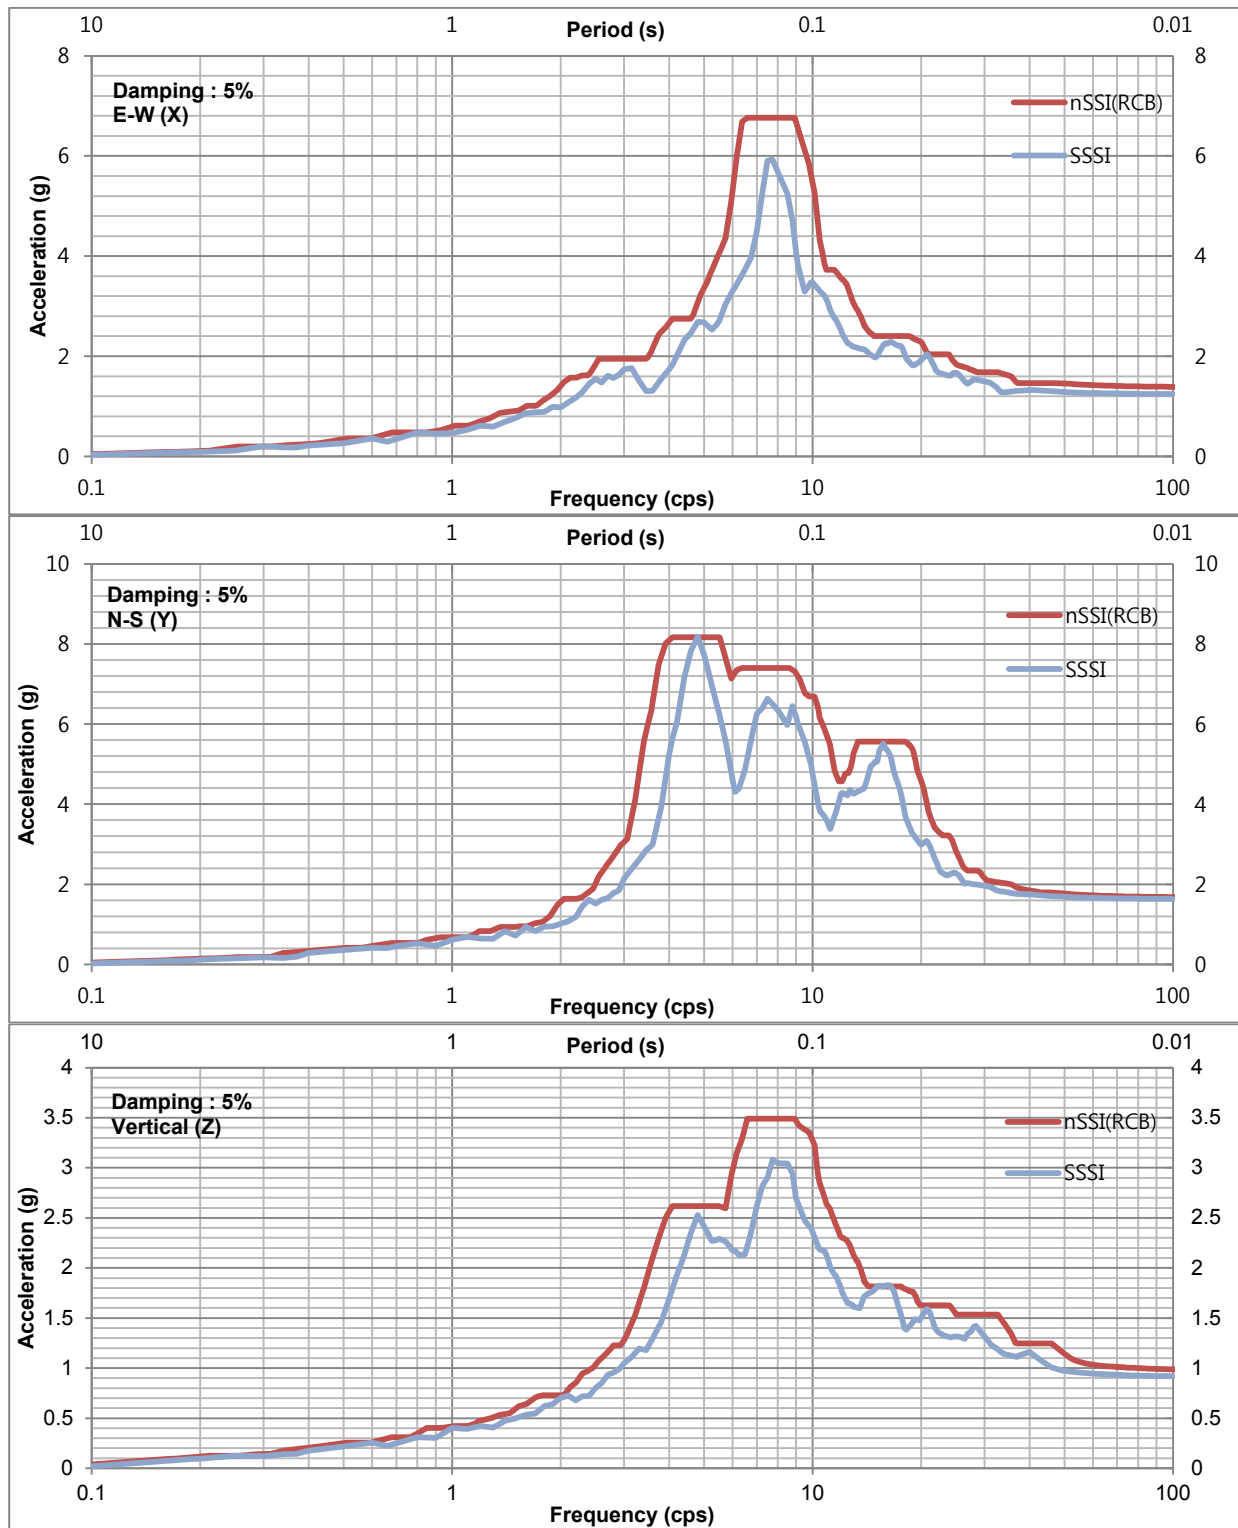 10 1 Period (s) 0.1 0.01
8 8
Damping : 5%
E-W (X)
nSSI(RCB)
6 6
SSSI
Acceleration (g)
4 4
2 2
0 0
0.1 1 Frequency (cps) 10 100
10 1 Period (s) 0.1 0.01
10 10
Damping : 5%
N-S (Y)
nSSI(RCB)
8 8
SSSI
Acceleration (g)
6 6
4 4
2 2
0 0
0.1 1 Frequency (cps) 10 100
10 1 Period (s) 0.1 0.01
4 4
Damping : 5%
Vertical (Z)
nSSI(RCB)
3.5 3.5
SSSI
3 3
Acceleration (g)
2.5 2.5
2 2
1.5 1.5
1 1
0.5 0.5
0 0
0.1 1 Frequency (cps) 10 100